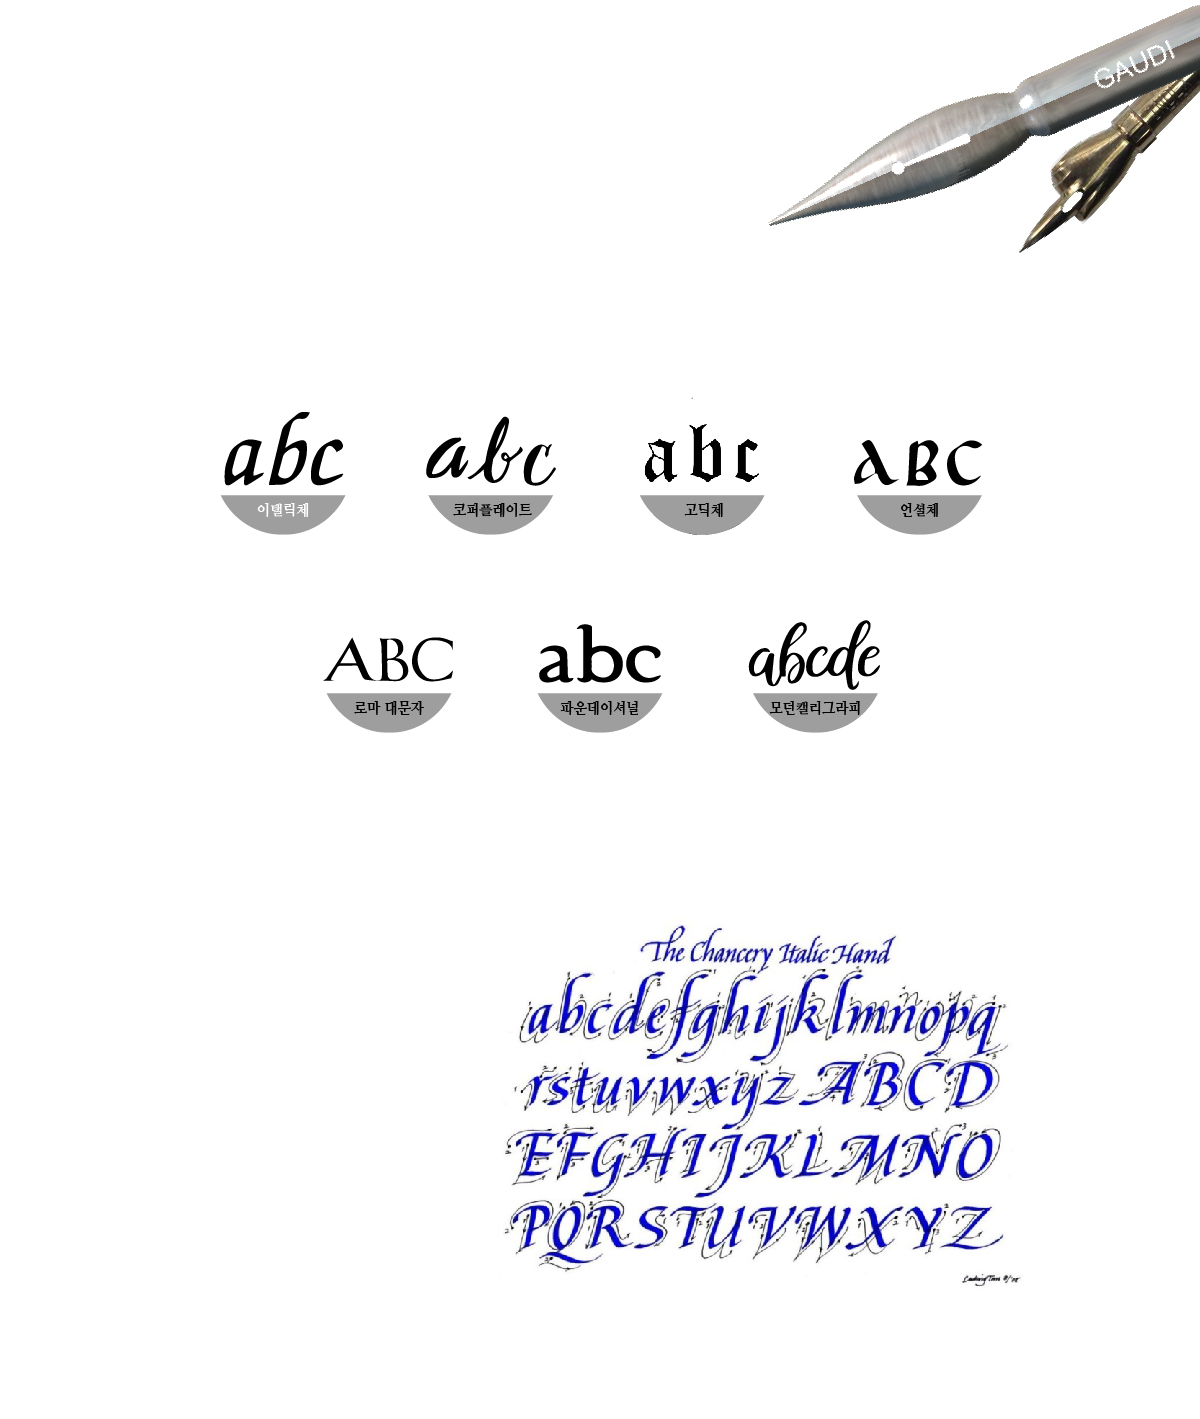 GAUDI
abc
이탤릭체
abc
코퍼플레이트
abc
고딕체
ABC
언셜체
ABC
로마 대문자
abc
파운데이셔널
abcde
모던캘리그라피
The Chancery Italic Hand
abcdefghijklmnopq
rstuvwxyz ABCD
EFGHIJKLMNO
PQRSTUVWXYZ